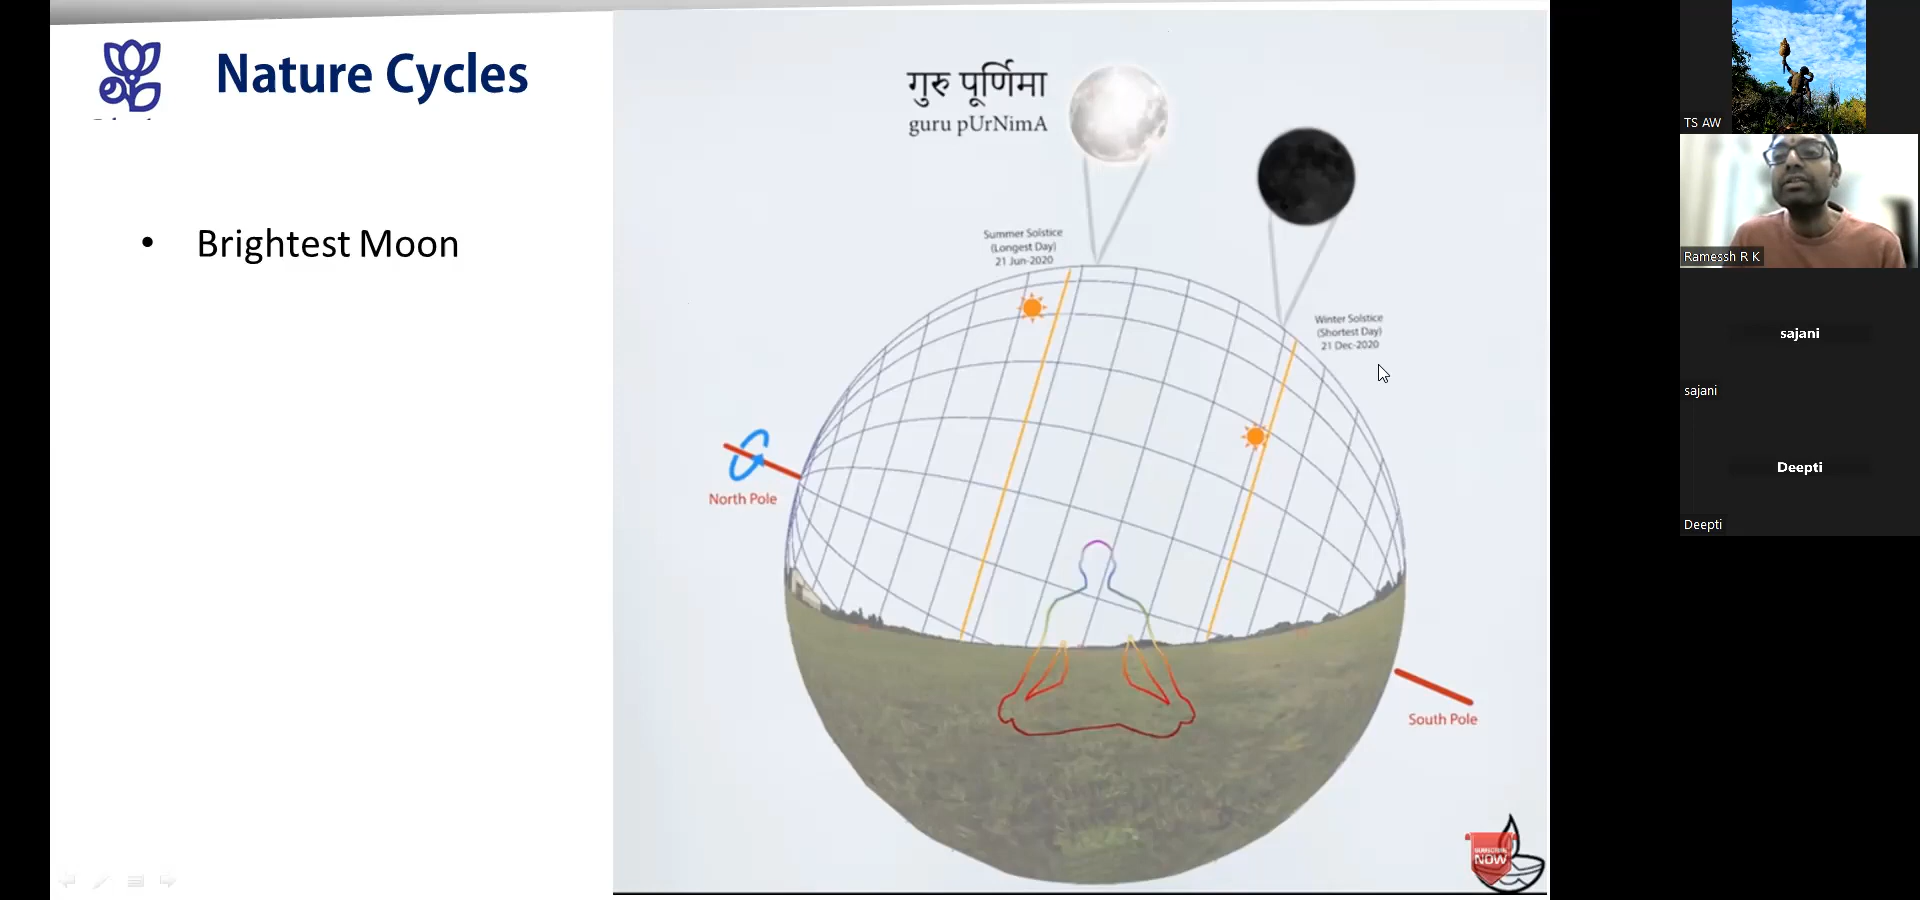 Nature Cycles
• Brightest Moon
गुरु पूर्णिमा
guru pUrNimA
Summer Solstice
(Longest Day)
21 Jun-2020
Winter Solstice
(Shortest Day)
21 Dec-2020
North Pole
South Pole
SUBSCRIBE
NOW
TS AW
Ramessh R K
sajani
sajani
Deepti
Deepti